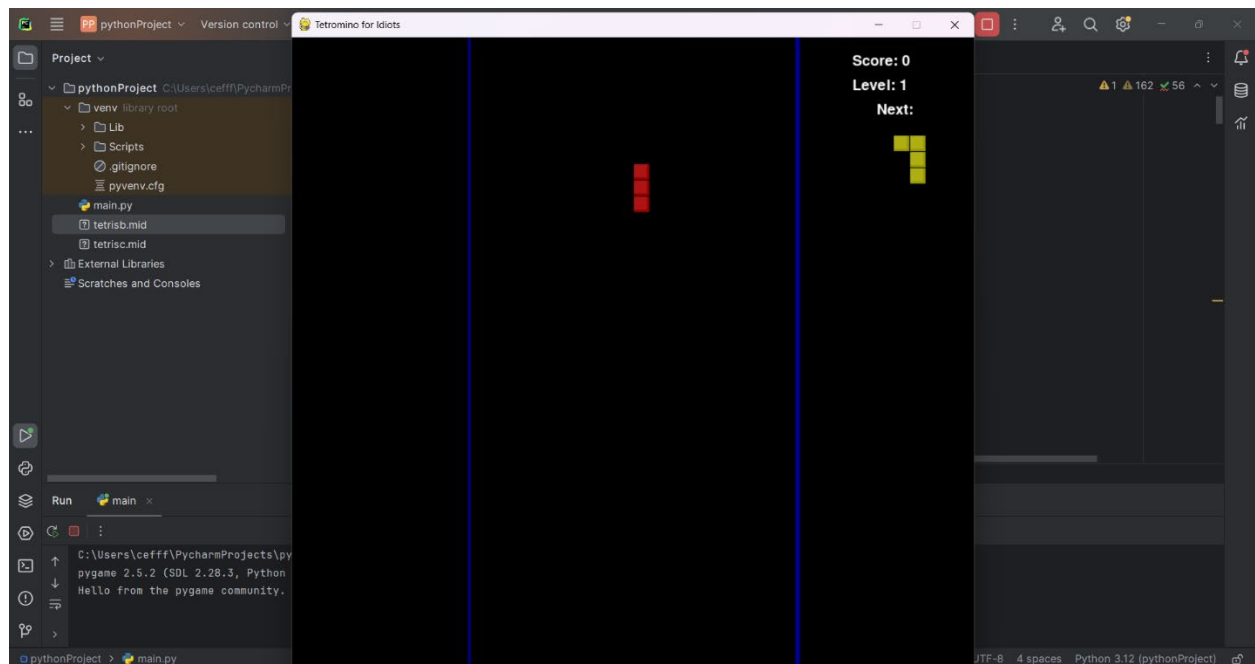 PP pythonProject Version control
Tetromino for Idiots
Project
pythonProject C:\Users\cefff\PycharmPr
venv library root
Lib
Scripts
.gitignore
pyvenv.cfg
main.py
tetrisb.mid
tetrisc.mid
External Libraries
Scratches and Consoles
Score: 0
Level: 1
Next:
1 162 56
Run main
C:\Users\cefff\PycharmProjects\py
pygame 2.5.2 (SDL 2.28.3, Python
Hello from the pygame community.
pythonProject > main.py
UTF-8 4 spaces Python 3.12 (pythonProject)